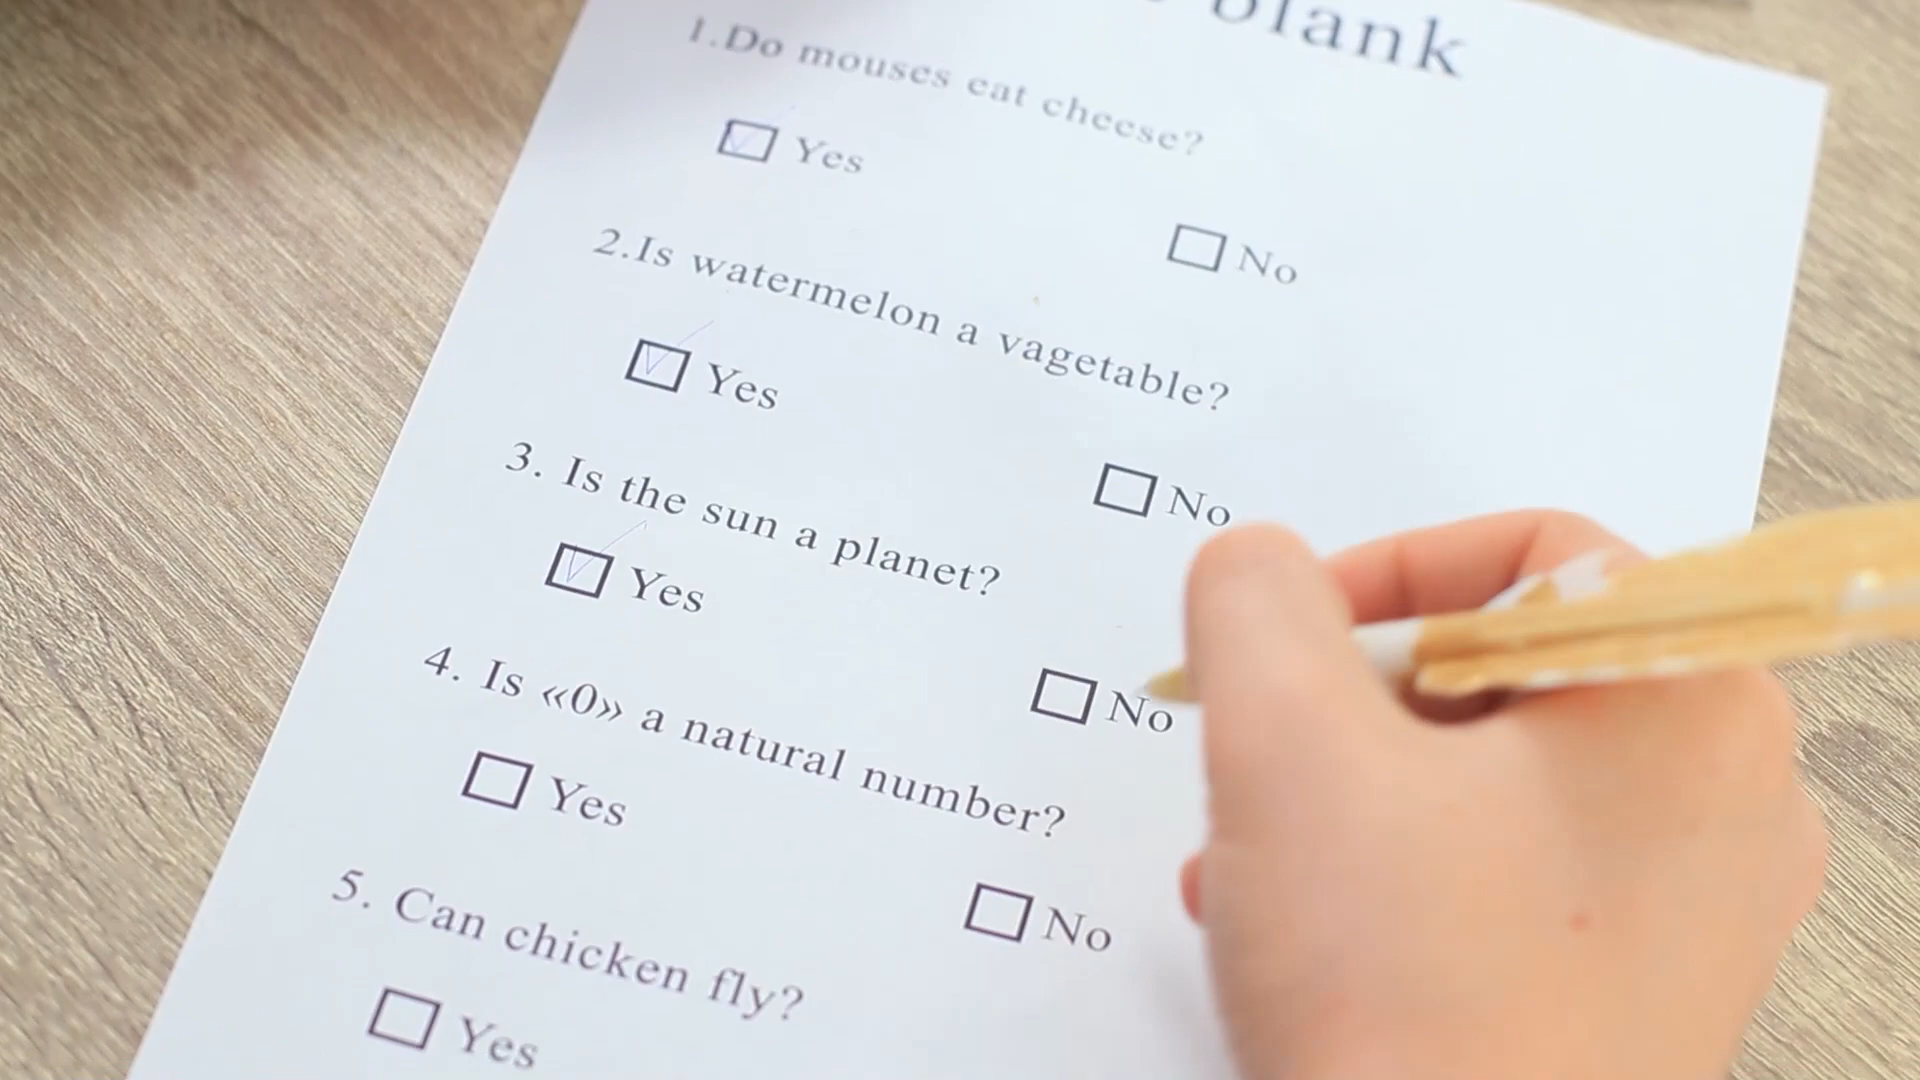 blank
1.Do mouses eat cheese?
Yes
No
2.Is watermelon a vagetable?
Yes
No
3. Is the sun a planet?
Yes
No
4. Is «0» a natural number?
Yes
No
5. Can chicken fly?
Yes